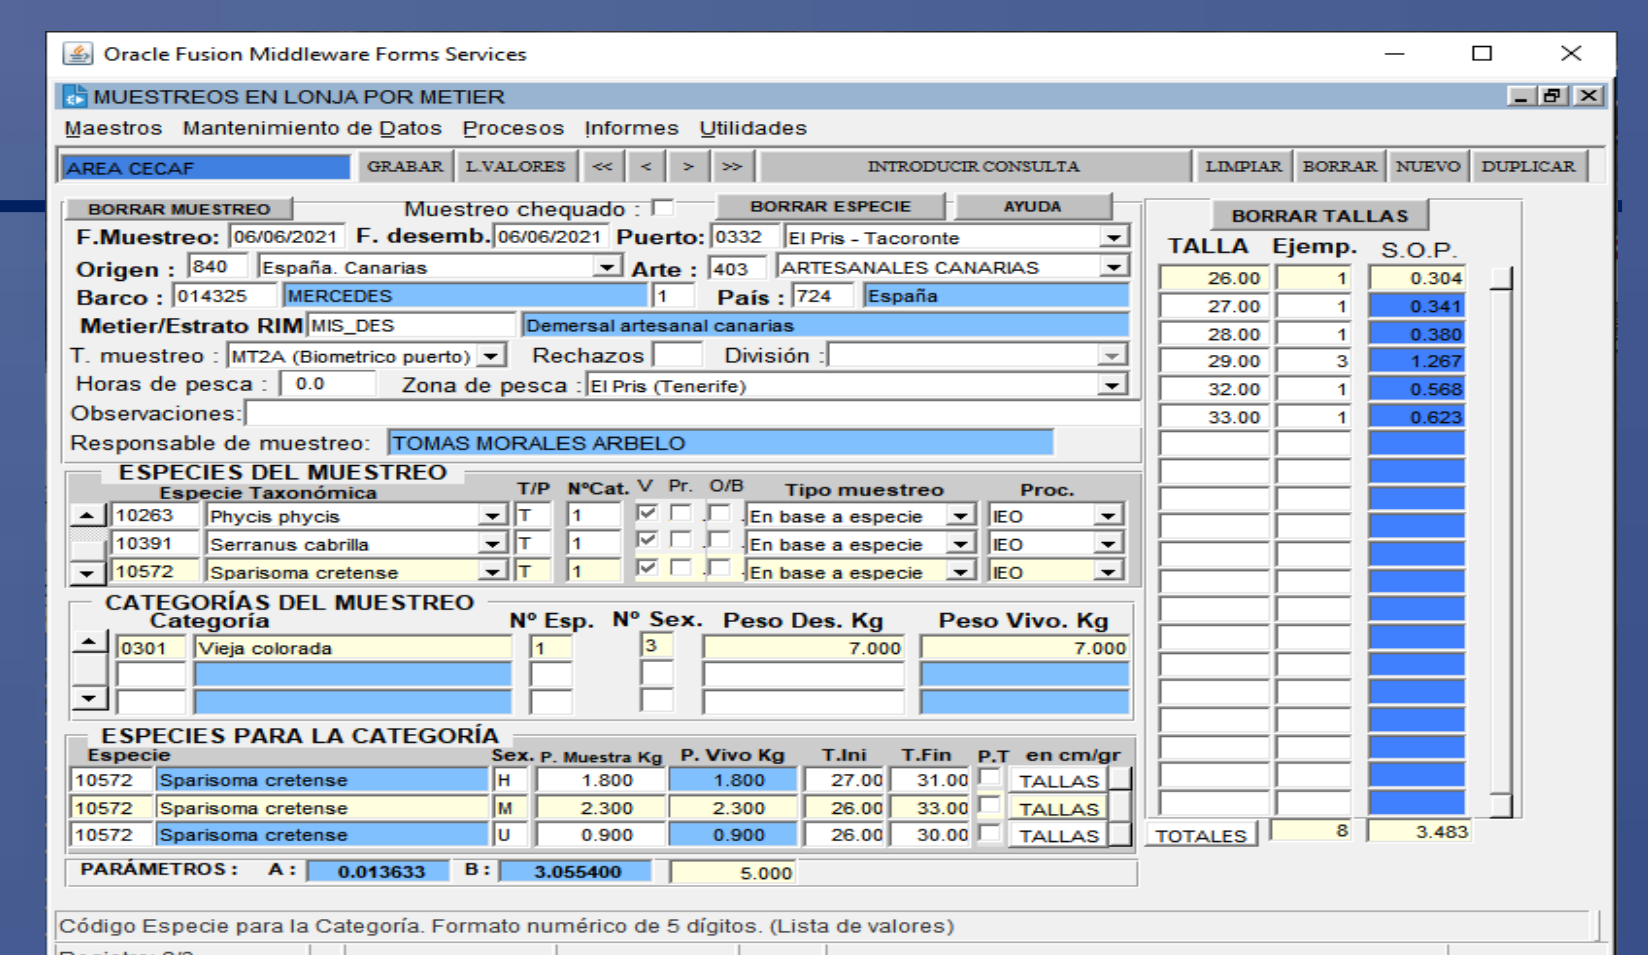 Oracle Fusion Middleware Forms Services
MUESTREOS EN LONJA POR METIER
Maestros Mantenimiento de Datos Procesos Informes Utilidades
AREA CECAF GRABAR L.VALORES << < > >> INTRODUCIR CONSULTA LIMPIAR BORRAR NUEVO DUPLICAR
BORRAR MUESTREO Muestreo chequado : BORRAR ESPECIE AYUDA
F.Muestreo: 06/06/2021 F. desemb. 06/06/2021 Puerto: 0332 El Pris - Tacoronte
Origen : 840 España. Canarias Arte : 403 ARTESANALES CANARIAS
Barco : 014325 MERCEDES 1 País : 724 España
Metier/Estrato RIM MIS_DES Demersal artesanal canarias
T. muestreo : MT2A (Biometrico puerto) Rechazos División :
Horas de pesca : 0.0 Zona de pesca : El Pris (Tenerife)
Observaciones:
Responsable de muestreo: TOMAS MORALES ARBELO
ESPECIES DEL MUESTREO
Especie Taxonómica T/P NºCat. V Pr. O/B Tipo muestreo Proc.
10263 Phycis phycis T 1 En base a especie IEO
10391 Serranus cabrilla T 1 En base a especie IEO
10572 Sparisoma cretense T 1 En base a especie IEO
CATEGORÍAS DEL MUESTREO
Categoría Nº Esp. Nº Sex. Peso Des. Kg Peso Vivo. Kg
0301 Vieja colorada 1 3 7.000 7.000
ESPECIES PARA LA CATEGORÍA
Especie Sex. P. Muestra Kg P. Vivo Kg T.Ini T.Fin P.T en cm/gr
10572 Sparisoma cretense H 1.800 1.800 27.00 31.00 TALLAS
10572 Sparisoma cretense M 2.300 2.300 26.00 33.00 TALLAS
10572 Sparisoma cretense U 0.900 0.900 26.00 30.00 TALLAS
PARÁMETROS : A : 0.013633 B : 3.055400 5.000
BORRAR TALLAS
TALLA Ejemp. S.O.P.
26.00 1 0.304
27.00 1 0.341
28.00 1 0.380
29.00 3 1.267
32.00 1 0.568
33.00 1 0.623
TOTALES 8 3.483
Código Especie para la Categoría. Formato numérico de 5 dígitos. (Lista de valores)